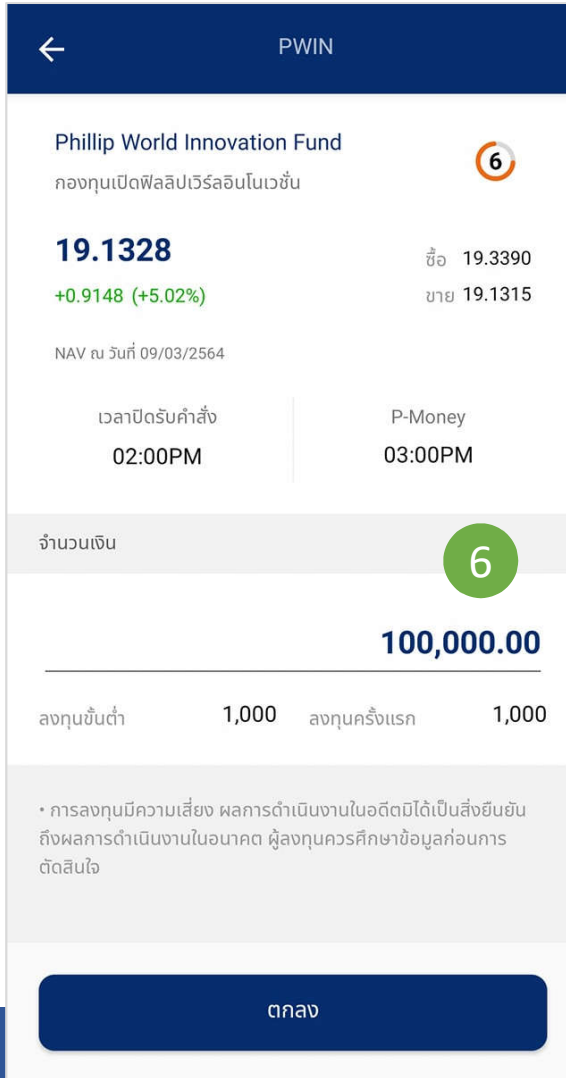 PWIN
Phillip World Innovation Fund
6
กองทุนเปิดฟิลลิปเวิร์ลอินโนเวชั่น
19.1328
ซื้อ 19.3390
+0.9148 (+5.02%)
ขาย 19.1315
NAV ณ วันที่ 09/03/2564
เวลาปิดรับคำสั่ง
P-Money
02:00PM
03:00PM
จำนวนเงิน
6
100,000.00
ลงทุนขั้นต่ำ 1,000 ลงทุนครั้งแรก 1,000
• การลงทุนมีความเสี่ยง ผลการดำเนินงานในอดีตมิได้เป็นสิ่งยืนยัน
ถึงผลการดำเนินงานในอนาคต ผู้ลงทุนควรศึกษาข้อมูลก่อนการ
ตัดสินใจ
ตกลง